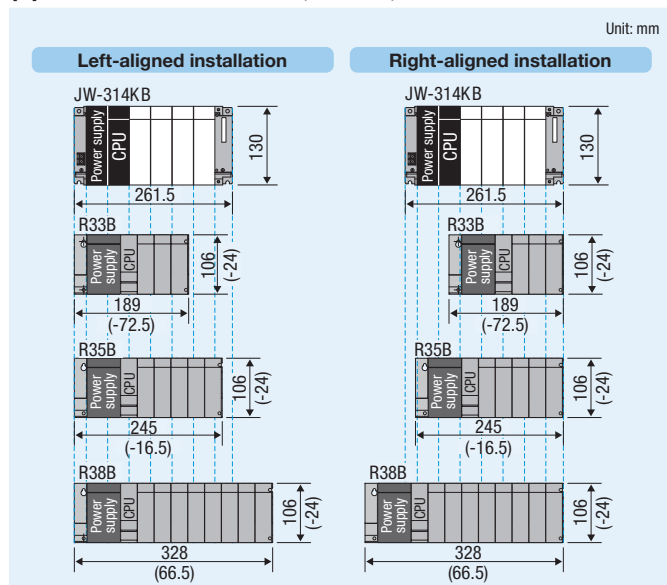 Unit: mm
Left-aligned installation
JW-314KB
Power supply
CPU
130
261.5
R33B
Power
supply
CPU
106
(-24)
189
(-72.5)
R35B
Power
supply
CPU
106
(-24)
245
(-16.5)
R38B
Power
supply
CPU
106
(-24)
328
(66.5)
Right-aligned installation
JW-314KB
Power supply
CPU
130
261.5
R33B
Power
supply
CPU
106
(-24)
189
(-72.5)
R35B
Power
supply
CPU
106
(-24)
245
(-16.5)
R38B
Power
supply
CPU
106
(-24)
328
(66.5)